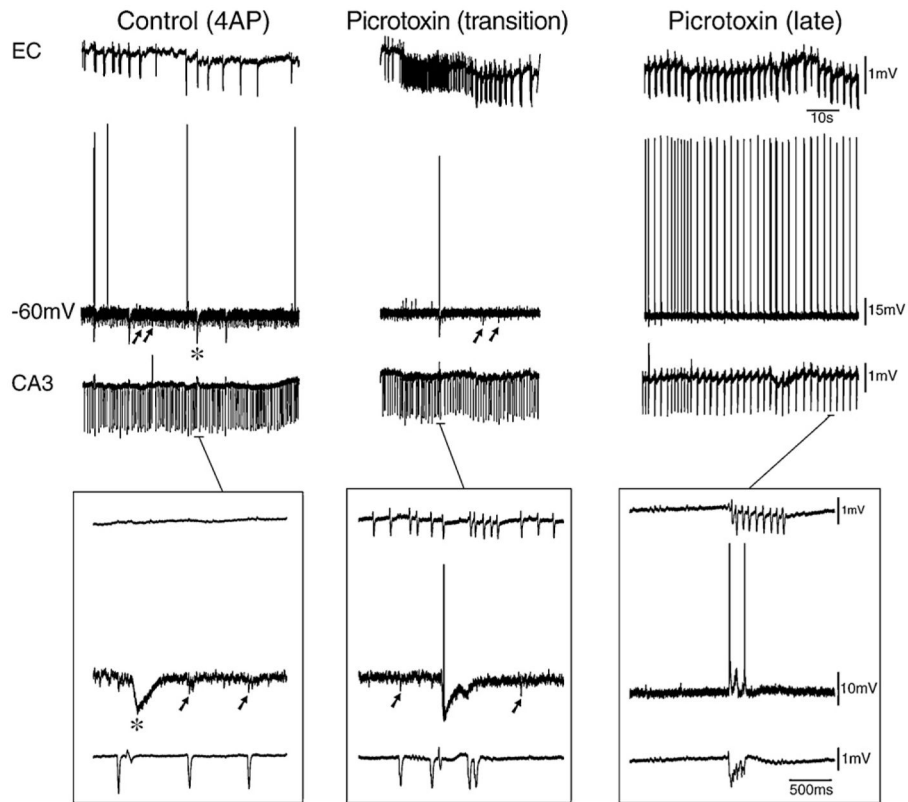 Control (4AP) Picrotoxin (transition) Picrotoxin (late)
EC
1mV
10s
-60mV
15mV
*
CA3
1mV
1mV
10mV
*
1mV
500ms